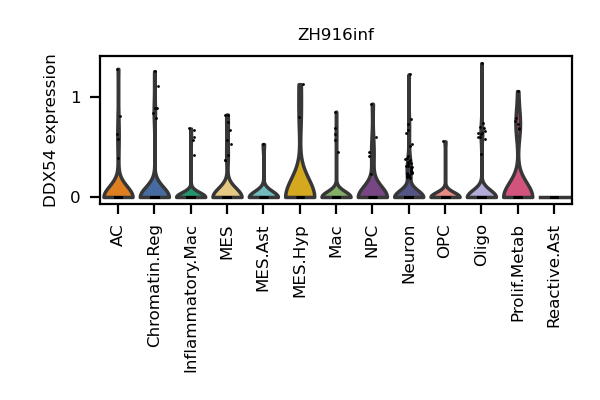 ZH916inf
DDX54 expression
1
0
AC
Chromatin.Reg
Inflammatory.Mac
MES
MES.Ast
MES.Hyp
Mac
NPC
Neuron
OPC
Oligo
Prolif.Metab
Reactive.Ast